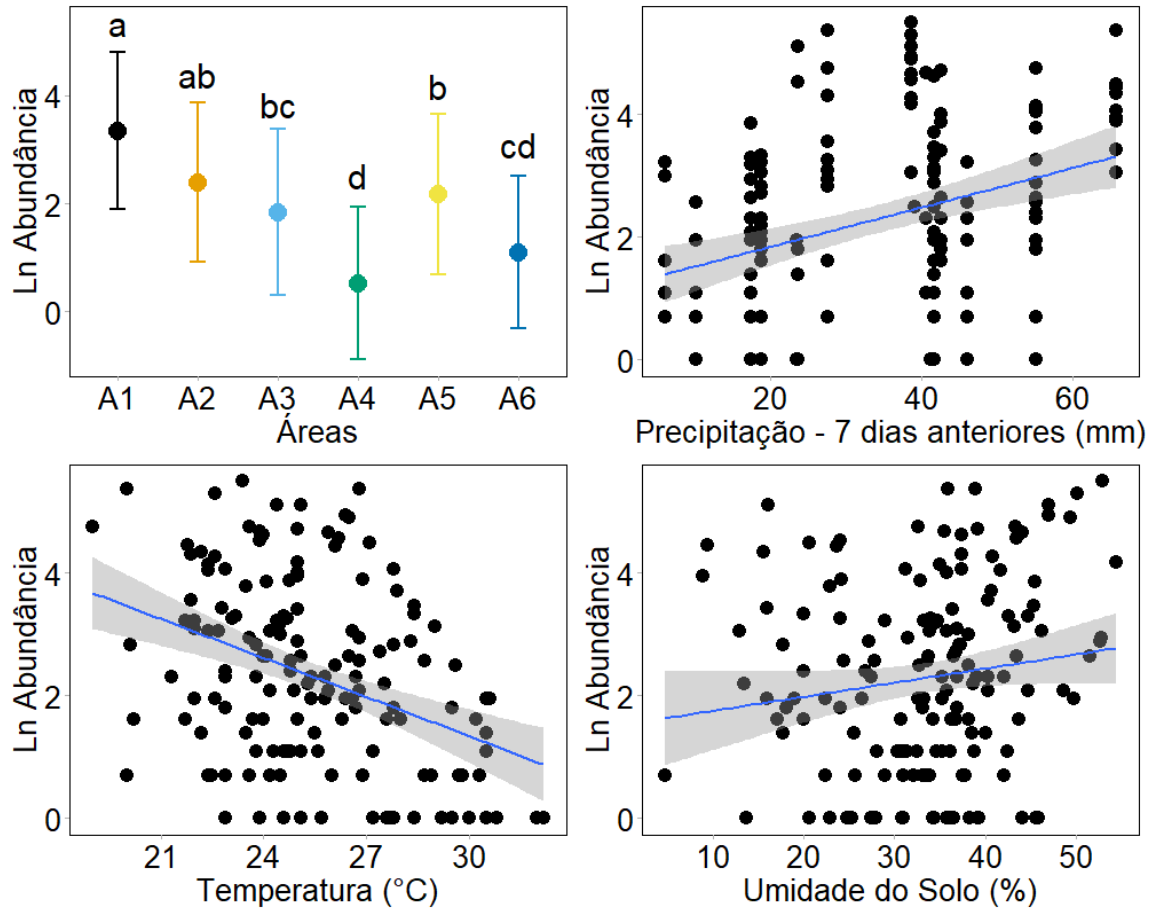 Ln Abundância
4
2
0
a
ab
bc
d
b
cd
A1 A2 A3 A4 A5 A6
Áreas
Ln Abundância
4
2
0
20 40 60
Precipitação - 7 dias anteriores (mm)
Ln Abundância
4
2
0
21 24 27 30
Temperatura (°C)
Ln Abundância
4
2
0
10 20 30 40 50
Umidade do Solo (%)